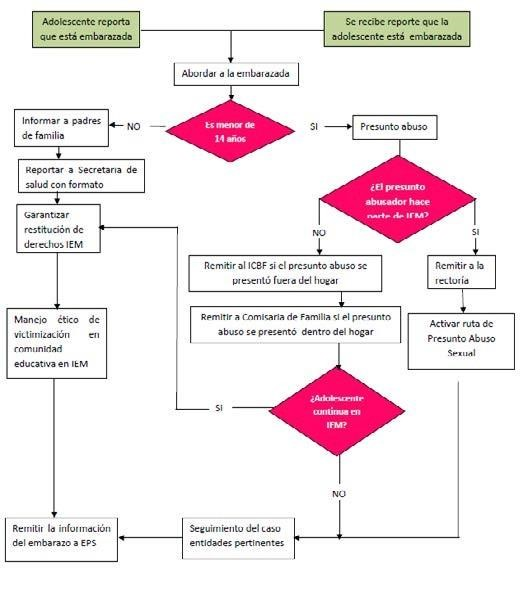 Adolescente reporta
que está embarazada
Se recibe reporte que la
adolescente está embarazada
Abordar a la embarazada
Es menor de
14 años
NO
SI
Informar a padres
de familia
Presunto abuso
Reportar a Secretaria de
salud con formato
¿El presunto
abusador hace
parte de IEM?
Garantizar
restitución de
derechos IEM
NO
SI
Remitir al ICBF si el presunto abuso se
presentó fuera del hogar
Remitir a la
rectoría
Remitir a Comisaria de Familia si el presunto
abuso se presentó dentro del hogar
Manejo ético de
victimización en
comunidad
educativa en IEM
Activar ruta de
Presunto Abuso
Sexual
¿Adolescente
continua en
IEM?
SI
NO
Remitir la información
del embarazo a EPS
Seguimiento del caso
entidades pertinentes